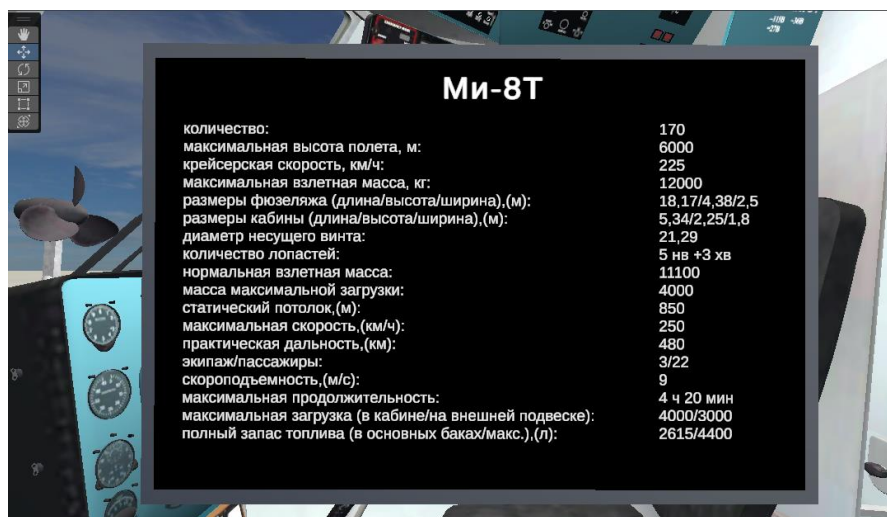 Ми-8Т
количество: 170
максимальная высота полета, м: 6000
крейсерская скорость, км/ч: 225
максимальная взлетная масса, кг: 12000
размеры фюзеляжа (длина/высота/ширина),(м): 18,17/4,38/2,5
размеры кабины (длина/высота/ширина),(м): 5,34/2,25/1,8
диаметр несущего винта: 21,29
количество лопастей: 5 нв +3 хв
нормальная взлетная масса: 11100
масса максимальной загрузки: 4000
статический потолок,(м): 850
максимальная скорость,(км/ч): 250
практическая дальность,(км): 480
экипаж/пассажиры: 3/22
скороподъемность,(м/с): 9
максимальная продолжительность: 4 ч 20 мин
максимальная загрузка (в кабине/на внешней подвеске): 4000/3000
полный запас топлива (в основных баках/макс.),(л): 2615/4400